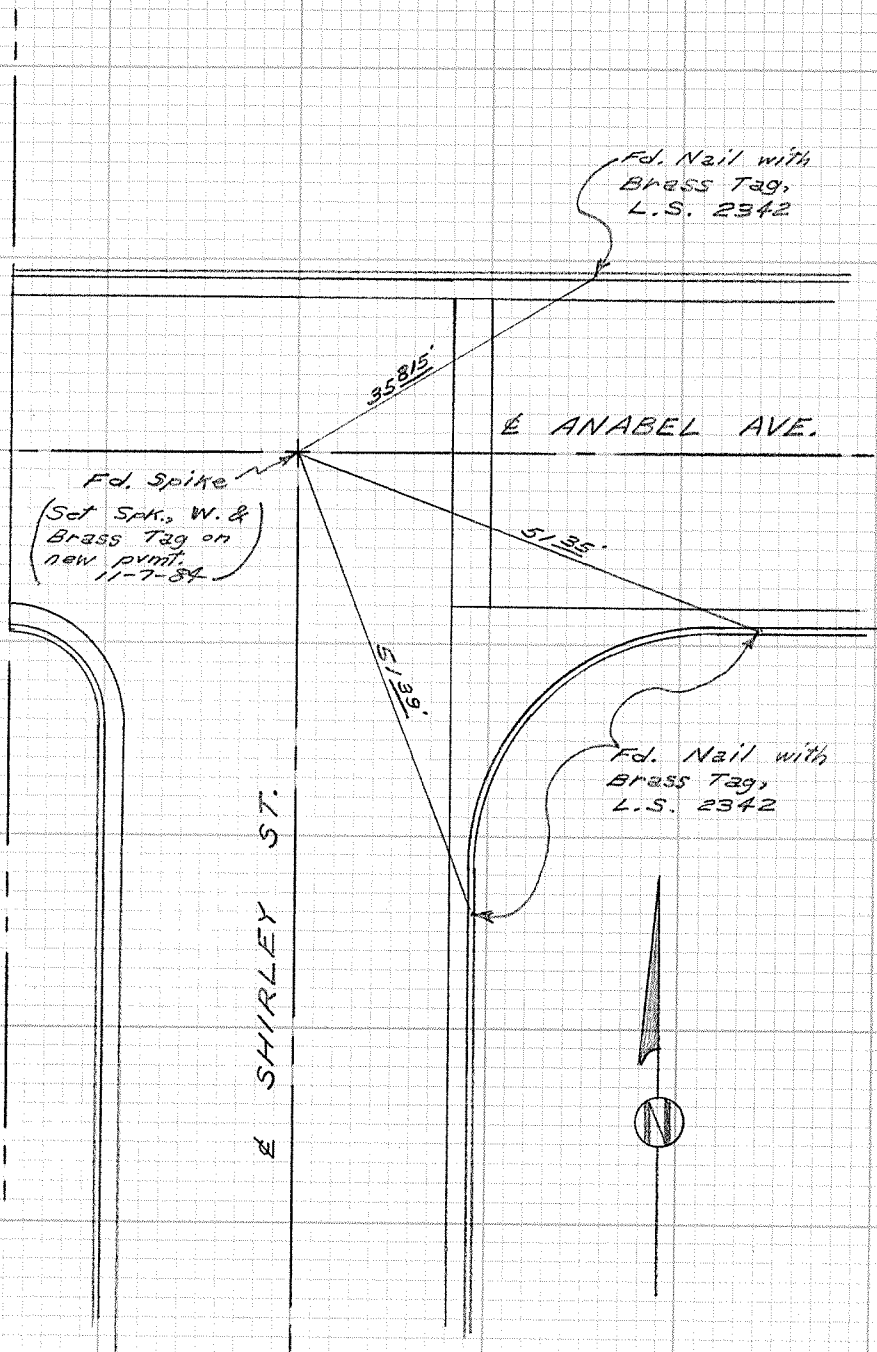 Fd. Nail with
Brass Tag,
L.S. 2342
35 815'
℄ ANABEL AVE.
Fd. Spike
(Set Spk., W. &
Brass Tag on
new pvmt.
11-7-84)
51 35'
51 39'
Fd. Nail with
Brass Tag,
L.S. 2342
℄ SHIRLEY ST.
N